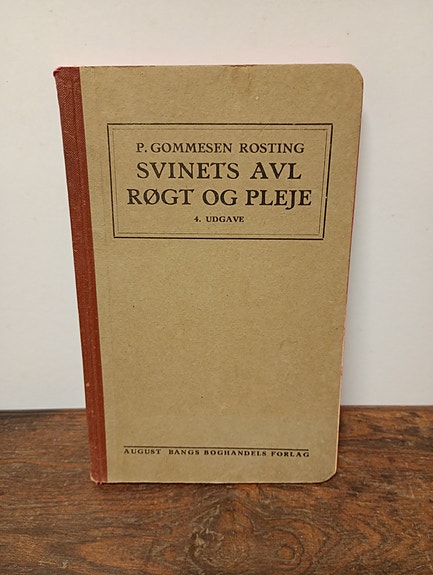 P. GOMMESEN ROSTING
SVINETS AVL
RØGT OG PLEJE
4. UDGAVE
AUGUST BANGS BOGHANDELS FORLAG